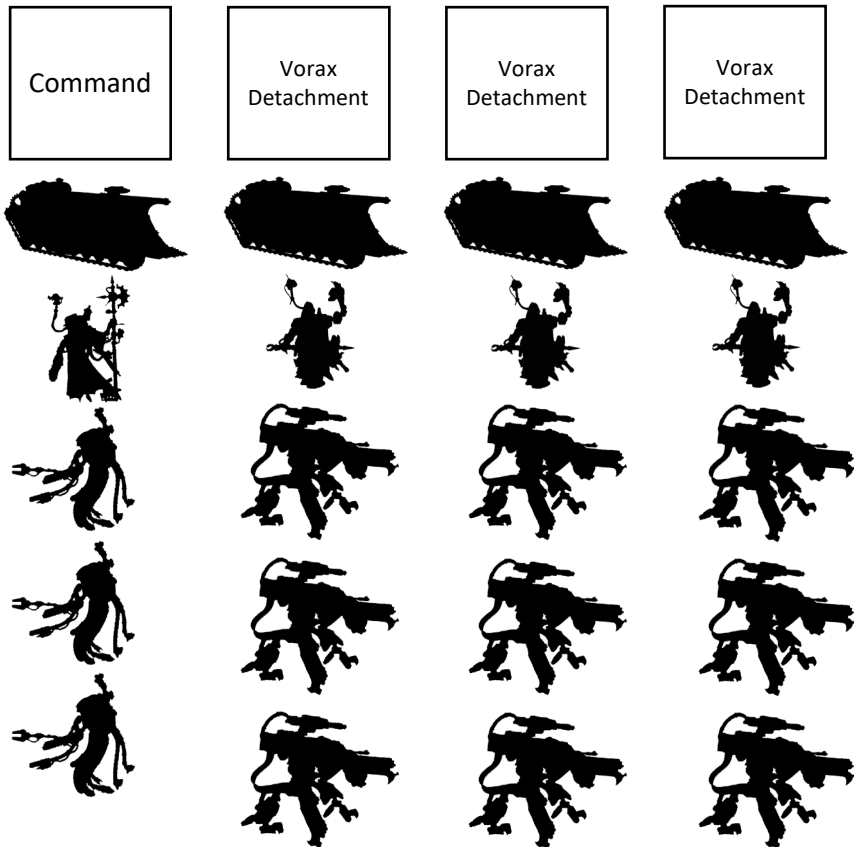 Command
Vorax
Detachment
Vorax
Detachment
Vorax
Detachment